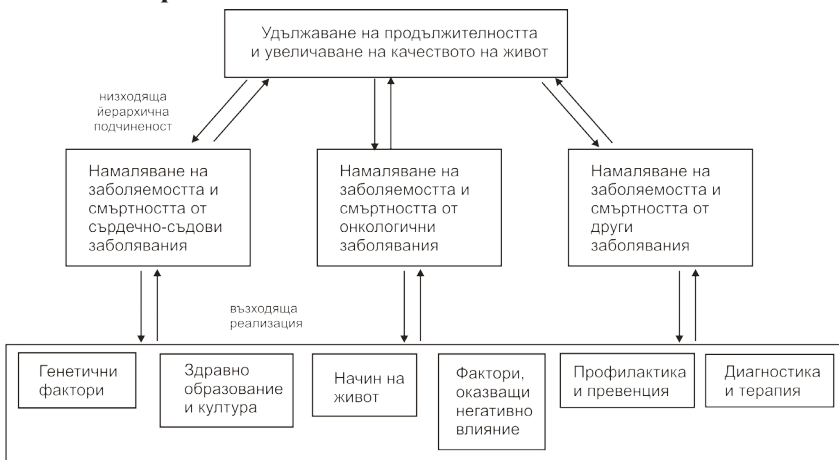 Удължаване на продължителността
и увеличаване на качеството на живот
низходяща
йерархична
подчиненост
Намаляване на
заболяемостта и
смъртността от
сърдечно-съдови
заболявания
Намаляване на
заболяемостта и
смъртността от
онкологични
заболявания
Намаляване на
заболяемостта и
смъртността от
други
заболявания
възходяща
реализация
Генетични
фактори
Здравно
образование
и култура
Начин на
живот
Фактори,
оказващи
негативно
влияние
Профилактика
и превенция
Диагностика
и терапия